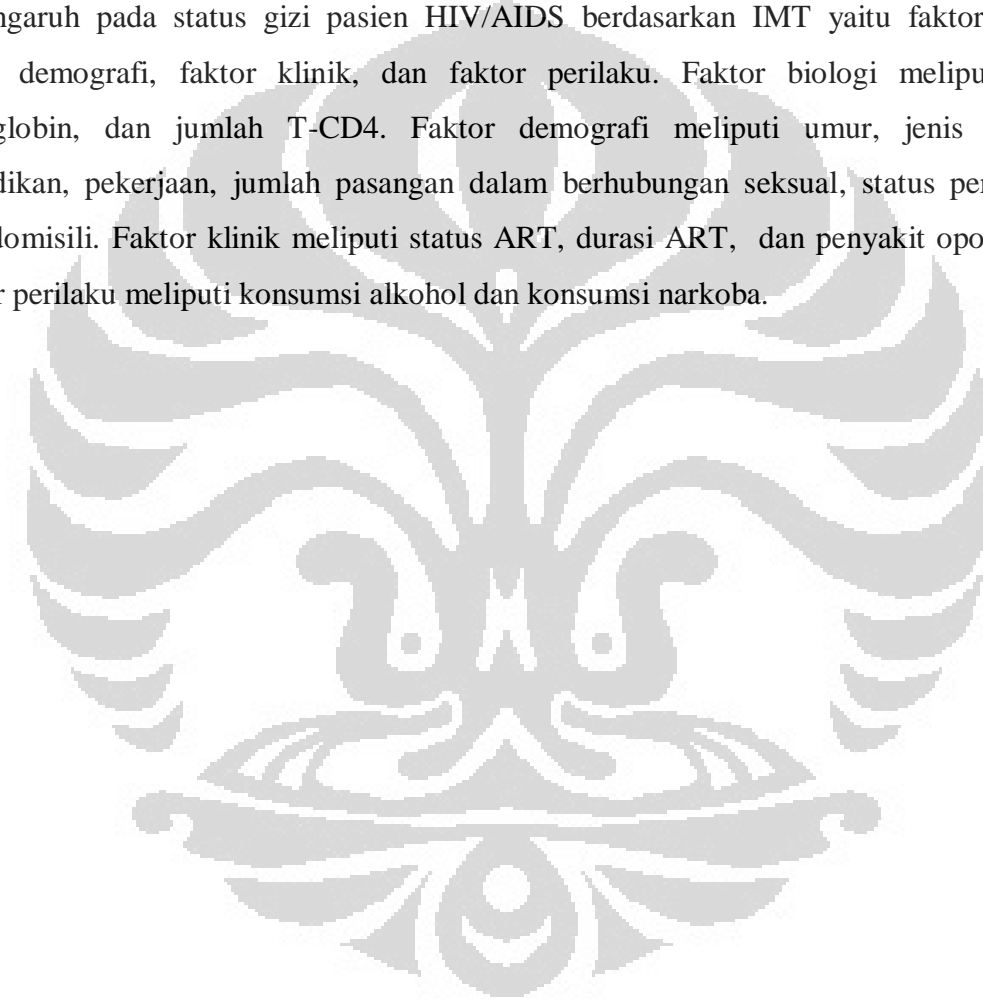 ngaruh pada status gizi pasien HIV/AIDS berdasarkan IMT yaitu faktor
demografi, faktor klinik, dan faktor perilaku. Faktor biologi melipu
globin, dan jumlah T-CD4. Faktor demografi meliputi umur, jenis
dikan, pekerjaan, jumlah pasangan dalam berhubungan seksual, status per
omisili. Faktor klinik meliputi status ART, durasi ART, dan penyakit opo
r perilaku meliputi konsumsi alkohol dan konsumsi narkoba.